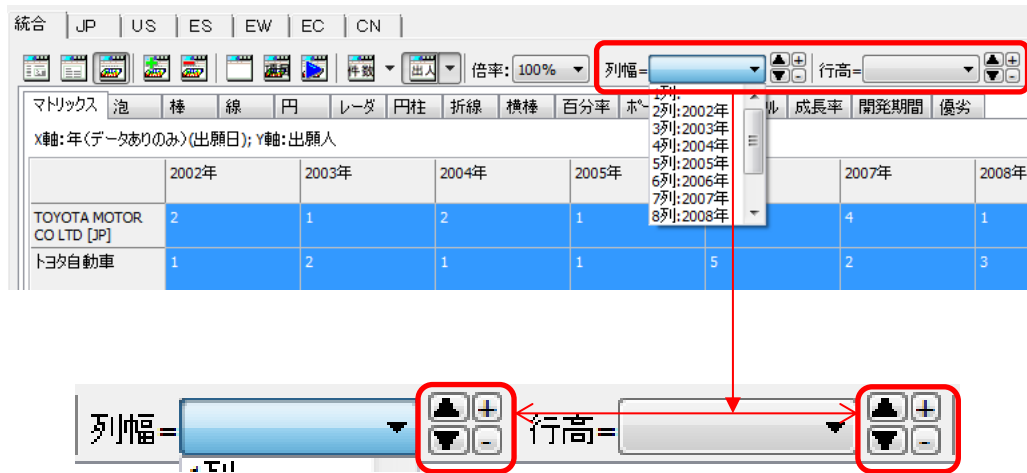 統合 JP US ES EW EC CN
選択 件数 出人 倍率: 100% 列幅= 行高=
マトリックス 泡 棒 線 円 レーダ 円柱 折線 横棒 百分率 成長率 開発期間 優劣
1列:
2列:2002年
3列:2003年
4列:2004年
5列:2005年
6列:2006年
7列:2007年
8列:2008年
X軸:年(データありのみ)(出願日); Y軸:出願人
2002年 2003年 2004年 2005年 2007年 2008年
TOYOTA MOTOR CO LTD [JP] 2 1 2 1 4 1
トヨタ自動車 1 2 1 1 5 2 3
列幅= + - 行高= + -